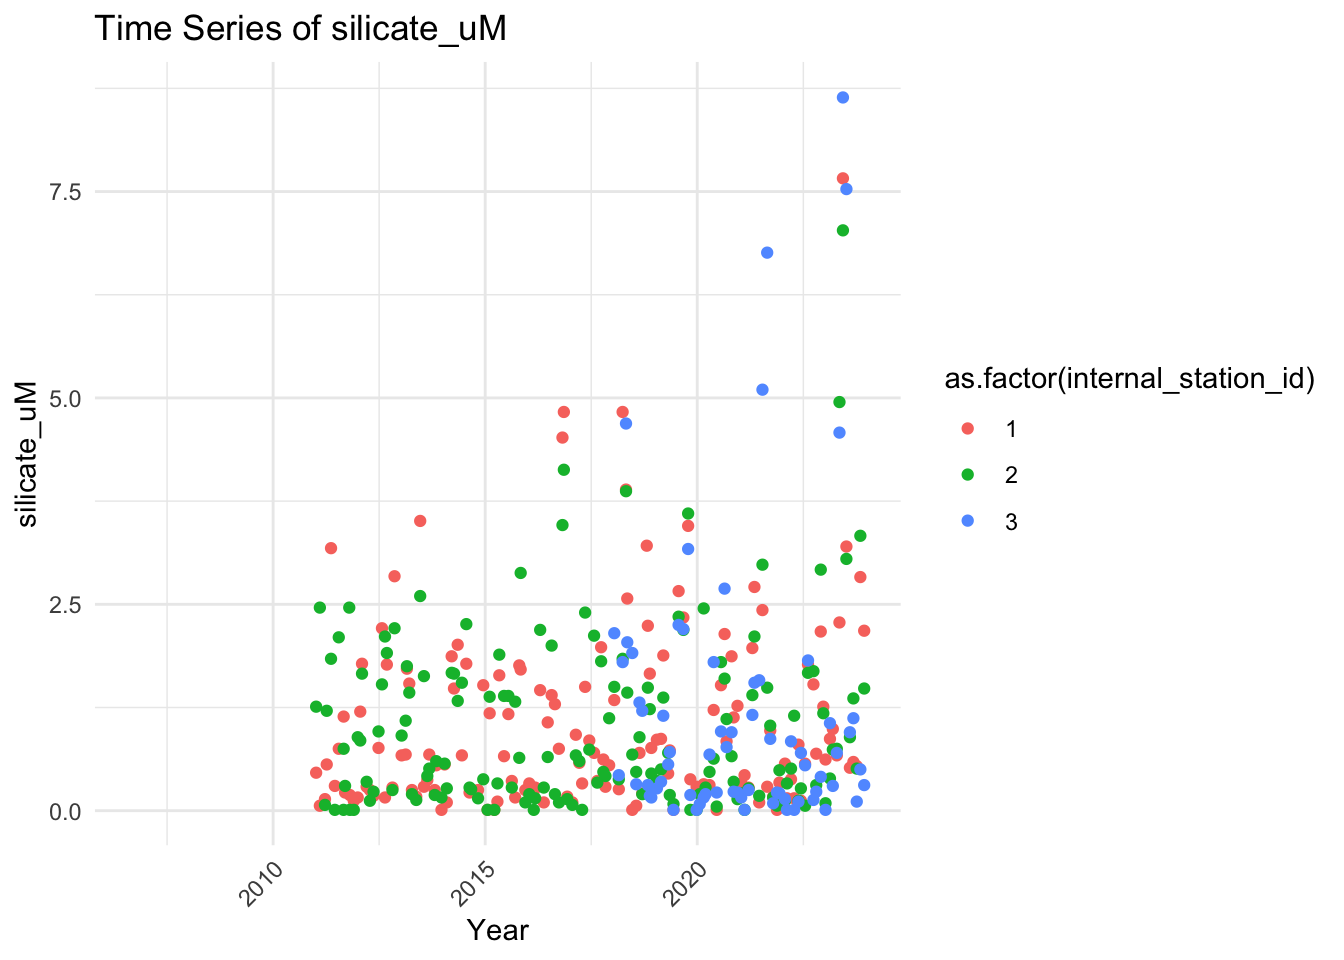 Time Series of silicate_uM
7.5
5.0
2.5
0.0
silicate_uM
2010
2015
2020
Year
as.factor(internal_station_id)
1
2
3